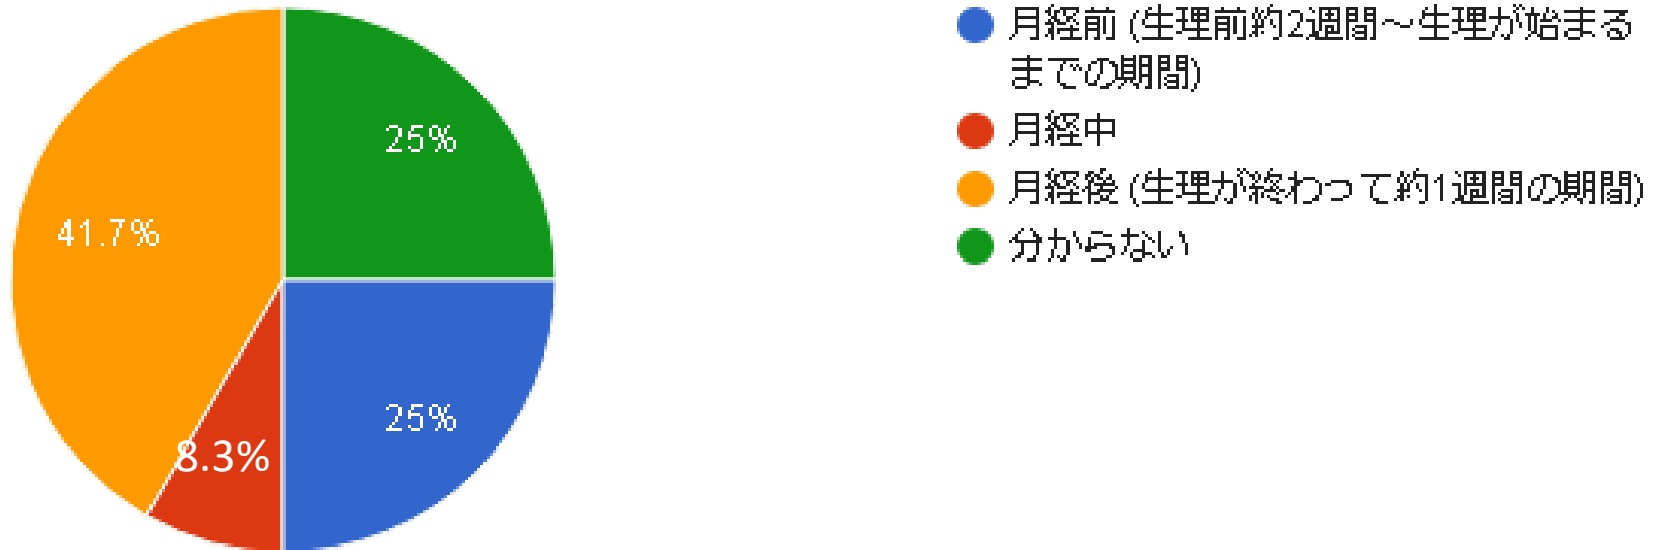 25%
41.7%
25%
8.3%
月経前 (生理前約2週間～生理が始まる
までの期間)
月経中
月経後 (生理が終わって約1週間の期間)
分からない